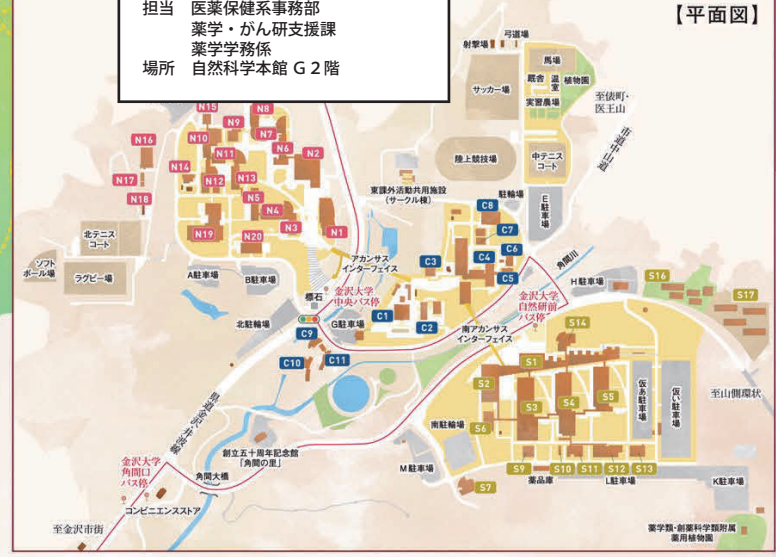 担当 医薬保健系事務部
薬学・がん研支援課
薬学学務係
場所 自然科学本館 G2階
【平面図】
射撃場
弓道場
馬場
厩舎
温室
植物園
実習農場
サッカー場
至俵町・
医王山
市道中山道
陸上競技場
中テニス
コート
東課外活動共用施設
(サークル棟)
駐輪場
E駐車場
N15
N8
N9
N7
N10
N6
N2
N16
N11
N14
N13
N12
N17
N5
N18
N4
N3
N1
N19
N20
北テニス
コート
ソフト
ボール場
ラグビー場
A駐車場
B駐車場
アカンサス
インターフェイス
標石
金沢大学
中央バス停
北駐輪場
G駐車場
C8
C7
C6
C4
C3
C5
C1
C2
C9
C10
C11
角間川
金沢大学
自然研前
バス停
南アカンサス
インターフェイス
H駐車場
S16
S17
S14
S1
S2
S3
S4
S5
S6
S7
S9
S10
S11
S12
S13
仮あ駐車場
仮い駐車場
至山側環状
南駐輪場
M駐車場
薬品庫
L駐車場
K駐車場
薬学類・創薬科学類附属
薬用植物園
県道金沢・井波線
創立五十周年記念館
「角間の里」
金沢大学
角間口
バス停
角間大橋
コンビニエンスストア
至金沢市街